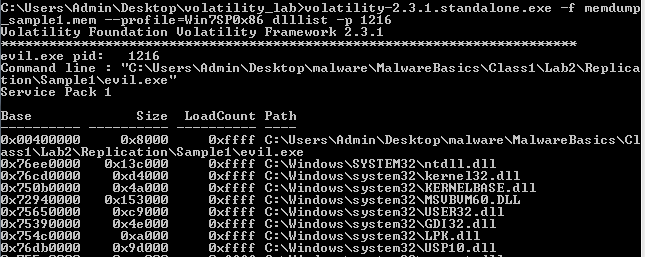 C:\Users\Admin\Desktop\volatility_lab>volatility-2.3.1.standalone.exe -f memdump
_sample1.mem --profile=Win7SP0x86 dlllist -p 1216
Volatility Foundation Volatility Framework 2.3.1
************************************************************************
evil.exe pid:   1216
Command line : "C:\Users\Admin\Desktop\malware\MalwareBasics\Class1\Lab2\Replica
tion\Sample1\evil.exe"
Service Pack 1
Base             Size  LoadCount Path
---------- ---------- ---------- ----
0x00400000     0x8000     0xffff C:\Users\Admin\Desktop\malware\MalwareBasics\Cl
ass1\Lab2\Replication\Sample1\evil.exe
0x76ee0000   0x13c000     0xffff C:\Windows\SYSTEM32\ntdll.dll
0x76cd0000    0xd4000     0xffff C:\Windows\system32\kernel32.dll
0x750b0000    0x4a000     0xffff C:\Windows\system32\KERNELBASE.dll
0x72940000   0x153000     0xffff C:\Windows\system32\MSVBVM60.DLL
0x75650000    0xc9000     0xffff C:\Windows\system32\USER32.dll
0x75390000    0x4e000     0xffff C:\Windows\system32\GDI32.dll
0x754c0000     0xa000     0xffff C:\Windows\system32\LPK.dll
0x76db0000    0x9d000     0xffff C:\Windows\system32\USP10.dll